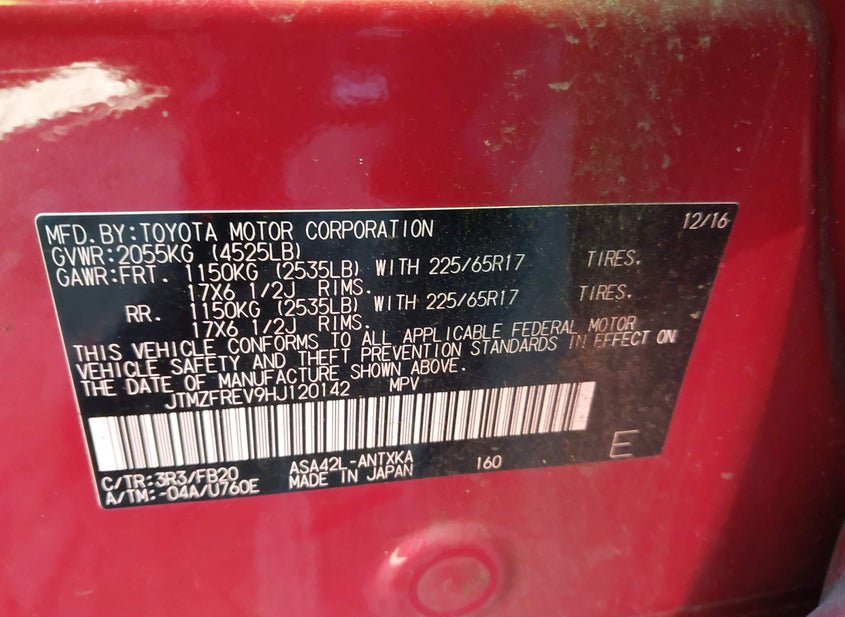 MFD.BY:TOYOTA MOTOR CORPORATION 12/16
GVWR:2055KG (4525LB)
GAWR:FRT. 1150KG (2535LB) WITH 225/65R17 TIRES.
17X6 1/2J RIMS.
RR. 1150KG (2535LB) WITH 225/65R17 TIRES.
17X6 1/2J RIMS.
THIS VEHICLE CONFORMS TO ALL APPLICABLE FEDERAL MOTOR
VEHICLE SAFETY AND THEFT PREVENTION STANDARDS IN EFFECT ON
THE DATE OF MANUFACTURE SHOWN ABOVE.
JTMZFREV9HJ120142 MPV
C/TR:3R3/FB20 ASA42L-ANTXKA 160 E
A/TM:-04A/U760E MADE IN JAPAN